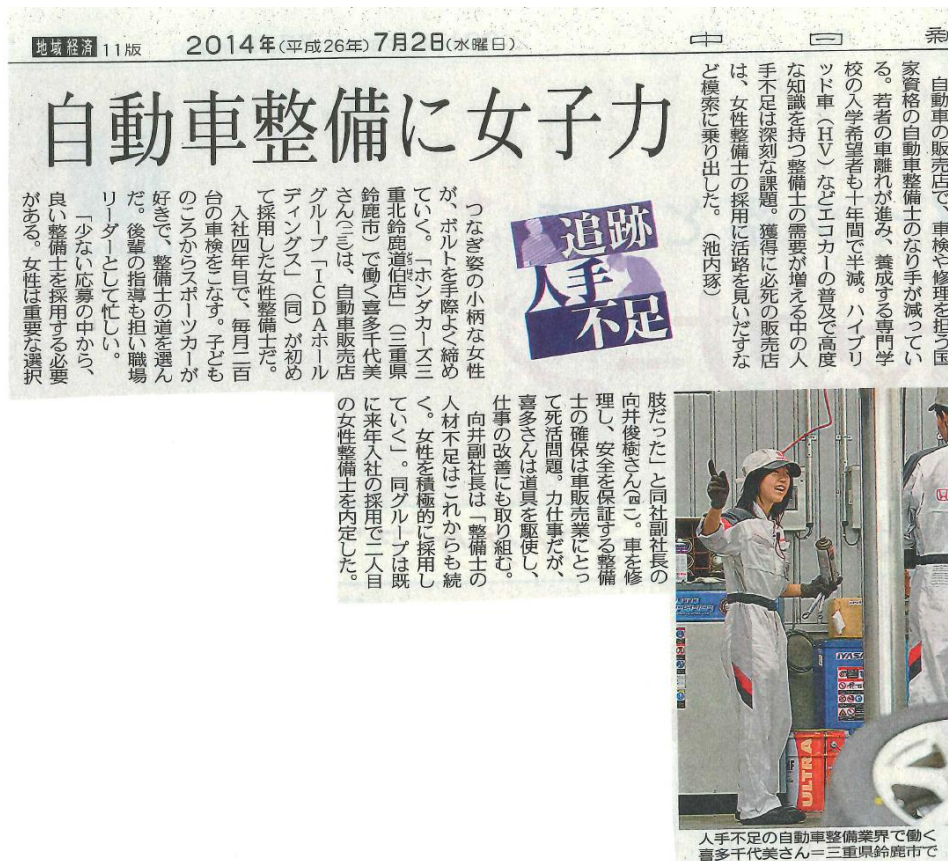 地域経済 11版 2014年(平成26年)7月2日(水曜日) 中日新
自動車整備に女子力
自動車の販売店で、車検や修理を担う国
家資格の自動車整備士のなり手が減ってい
る。若者の車離れが進み、養成する専門学
校の入学希望者も十年間で半減。ハイブリ
ッド車(HV)などエコカーの普及で高度
な知識を持つ整備士の需要が増える中の人
手不足は深刻な課題。獲得に必死の販売店
は、女性整備士の採用に活路を見いだすな
ど模索に乗り出した。(池内琢)
追跡
人手
不足
つなぎ姿の小柄な女性
が、ボルトを手際よく締め
ていく。「ホンダカーズ三
重北鈴鹿道伯店」(三重県
鈴鹿市)で働く喜多千代美
さん(二三)は、自動車販売店
グループ「ICDAホール
ディングス」(同)が初め
て採用した女性整備士だ。
入社四年目で、毎月二百
台の車検をこなす。子ども
のころからスポーツカーが
好きで、整備士の道を選ん
だ。後輩の指導も担い職場
リーダーとして忙しい。
「少ない応募の中から、
良い整備士を採用する必要
がある。女性は重要な選択
肢だった」と同社副社長の
向井俊樹さん(四二)。車を修
理し、安全を保証する整備
士の確保は車販売業にとっ
て死活問題。力仕事だが、
喜多さんは道具を駆使し、
仕事の改善にも取り組む。
向井副社長は「整備士の
人材不足はこれからも続
く。女性を積極的に採用し
ていく」。同グループは既
に来年入社の採用で二人目
の女性整備士を内定した。
ULTRA
人手不足の自動車整備業界で働く
喜多千代美さん=三重県鈴鹿市で